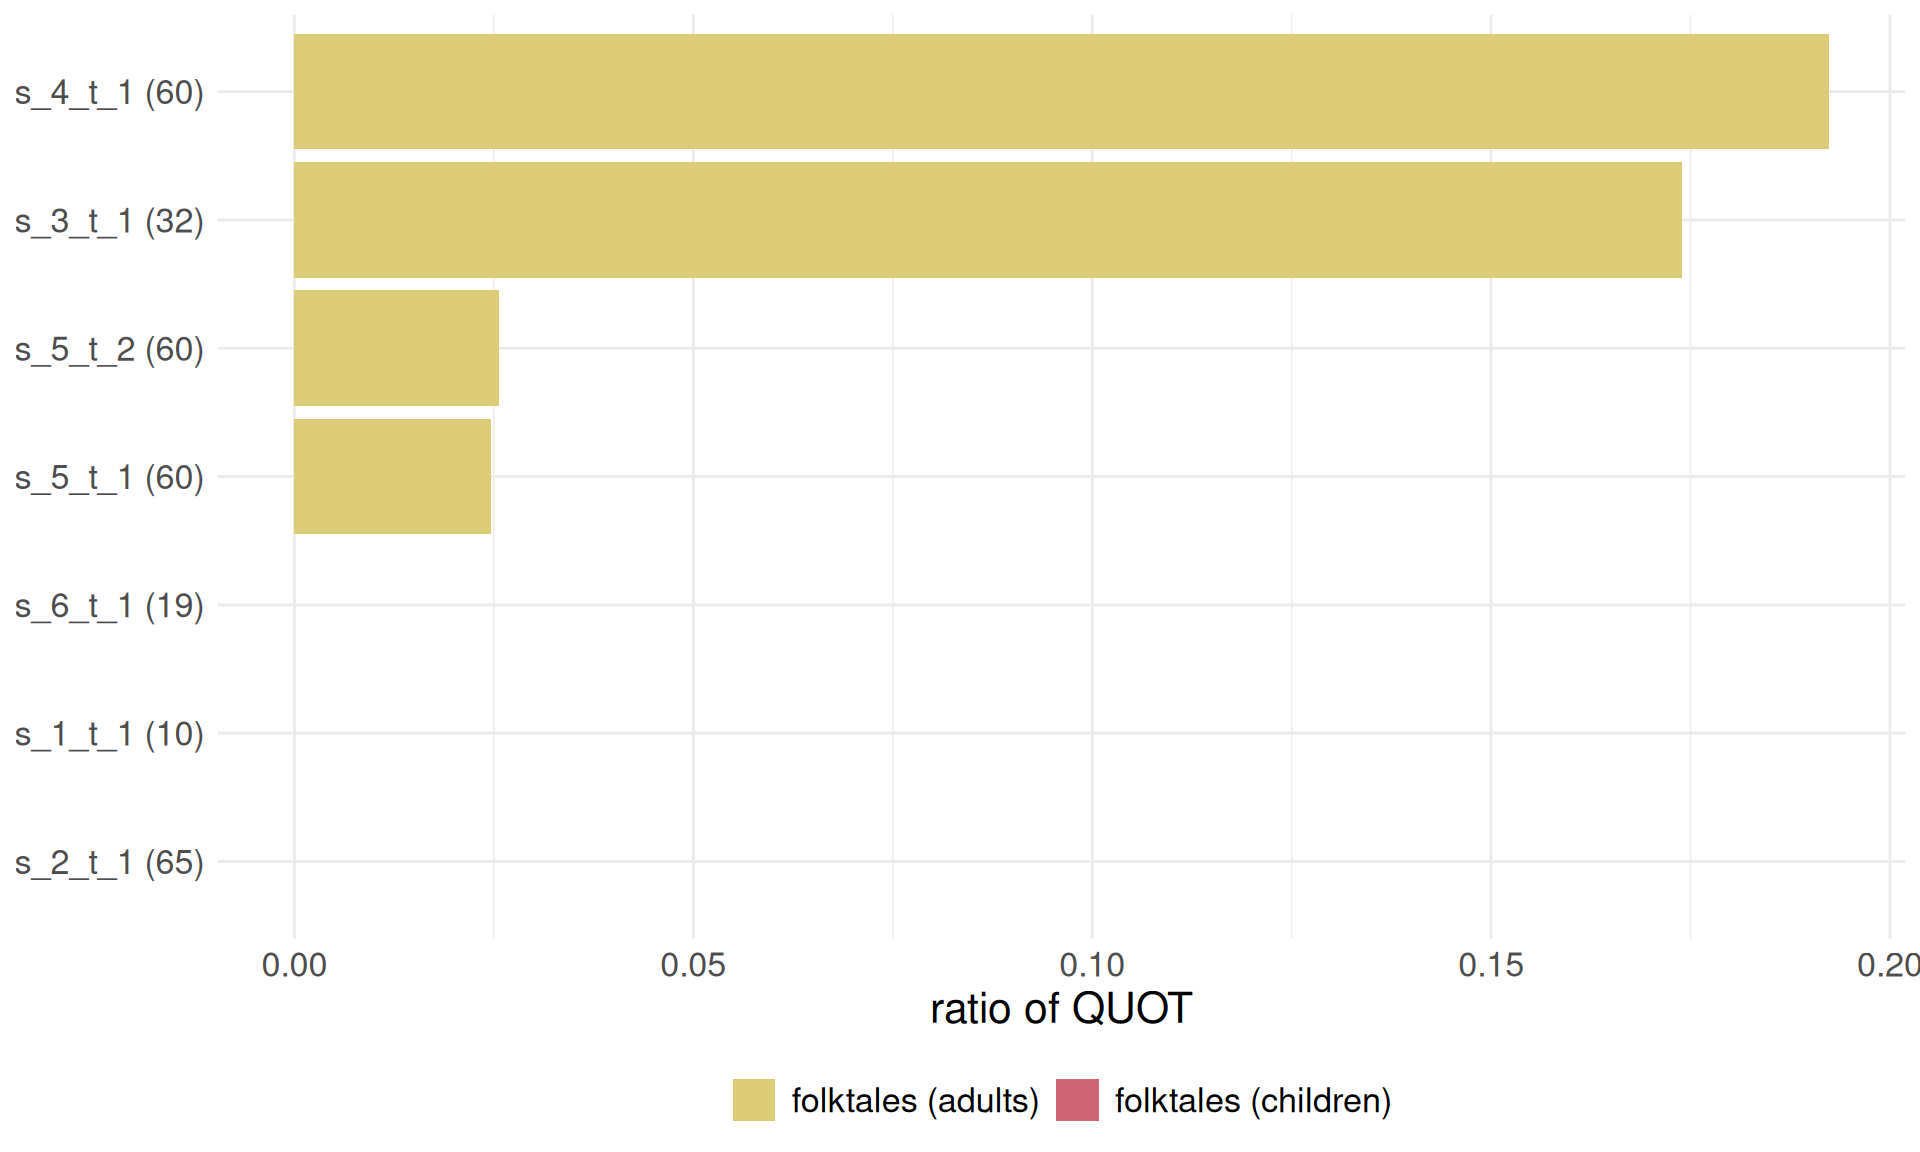 s_4_t_1 (60)
s_3_t_1 (32)
s_5_t_2 (60)
s_5_t_1 (60)
s_6_t_1 (19)
s_1_t_1 (10)
s_2_t_1 (65)
0.00 0.05 0.10 0.15 0.20
ratio of QUOT
folktales (adults) folktales (children)